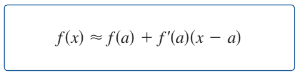 f(x) ≈ f(a) + f′(a)(x − a)